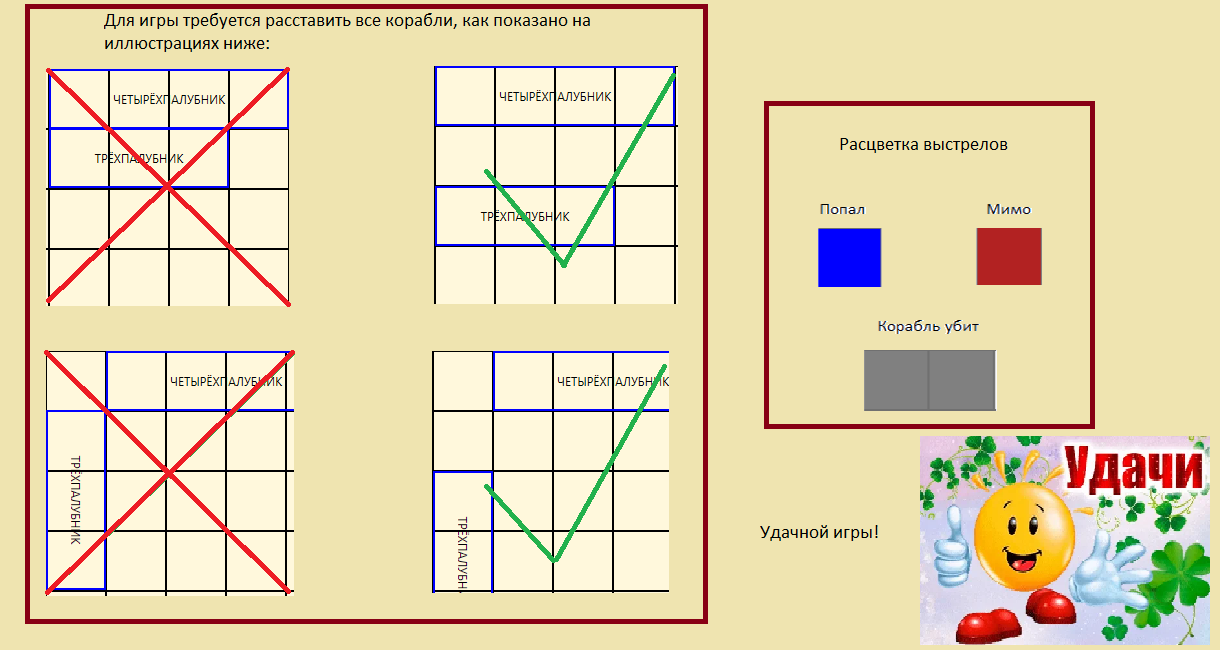 Для игры требуется расставить все корабли, как показано на
иллюстрациях ниже:
ЧЕТЫРЁХПАЛУБНИК
ТРЁХПАЛУБНИК
ЧЕТЫРЁХПАЛУБНИК
ТРЁХПАЛУБНИК
ЧЕТЫРЁХПАЛУБНИК
ТРЁХПАЛУБНИК
ЧЕТЫРЁХПАЛУБНИК
ТРЁХПАЛУБН
Расцветка выстрелов
Попал
Мимо
Корабль убит
Удачной игры!
Удачи